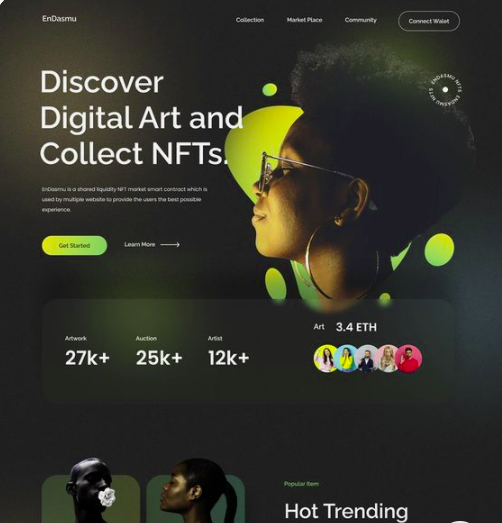 EnDasmu
Collection Market Place Community Connect Walet
Discover
Digital Art and
Collect NFTs.
ENDASMU NFTS ENDASMU NFTS
EnDasmu is a shared liquidity NFT market smart contract which is
used by multiple website to provide the users the best possible
experience.
Get Started Learn More
Art 3.4 ETH
Artwork Auction Artist
27k+ 25k+ 12k+
Popular Item
Hot Trending